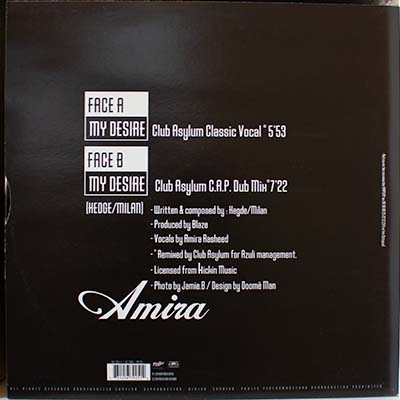 FACE A
MY DESIRE Club Asylum Classic Vocal * 5'53
FACE B
MY DESIRE Club Asylum C.A.P. Dub Mix*7'22
(HEDGE/MILAN) - Written & composed by : Hegde/Milan
- Produced by Blaze
- Vocals by Amira Rasheed
- * Remixed by Club Asylum for Azuli management.
- Licensed from Kickin Music
- Photo by Jamie.B / Design by Doomé Man
Amira